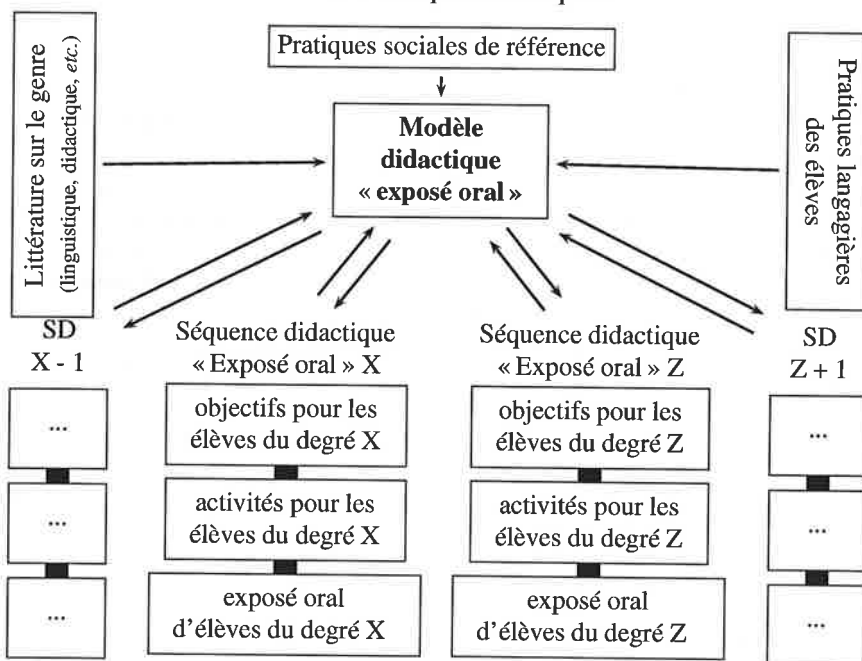 Pratiques sociales de référence
Littérature sur le genre
(linguistique, didactique, etc.)
Modèle
didactique
« exposé oral »
Pratiques langagières
des élèves
SD
X - 1
Séquence didactique
« Exposé oral » X
Séquence didactique
« Exposé oral » Z
SD
Z + 1
...
objectifs pour les
élèves du degré X
objectifs pour les
élèves du degré Z
...
...
activités pour les
élèves du degré X
activités pour les
élèves du degré Z
...
...
exposé oral
d'élèves du degré X
exposé oral
d'élèves du degré Z
...